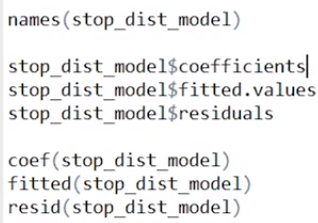 names(stop_dist_model)
stop_dist_model$coefficients
stop_dist_model$fitted.values
stop_dist_model$residuals
coef(stop_dist_model)
fitted(stop_dist_model)
resid(stop_dist_model)